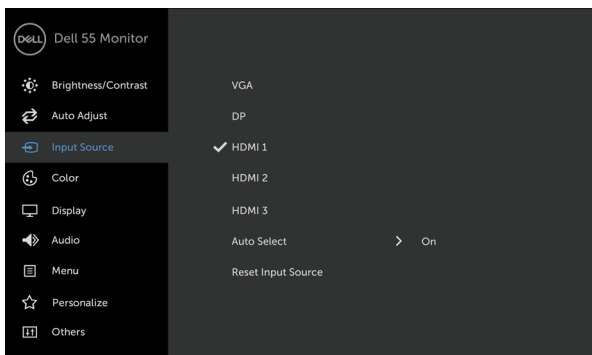 DELL Dell 55 Monitor
Brightness/Contrast
Auto Adjust
Input Source
Color
Display
Audio
Menu
Personalize
Others
VGA
DP
HDMI 1
HDMI 2
HDMI 3
Auto Select On
Reset Input Source